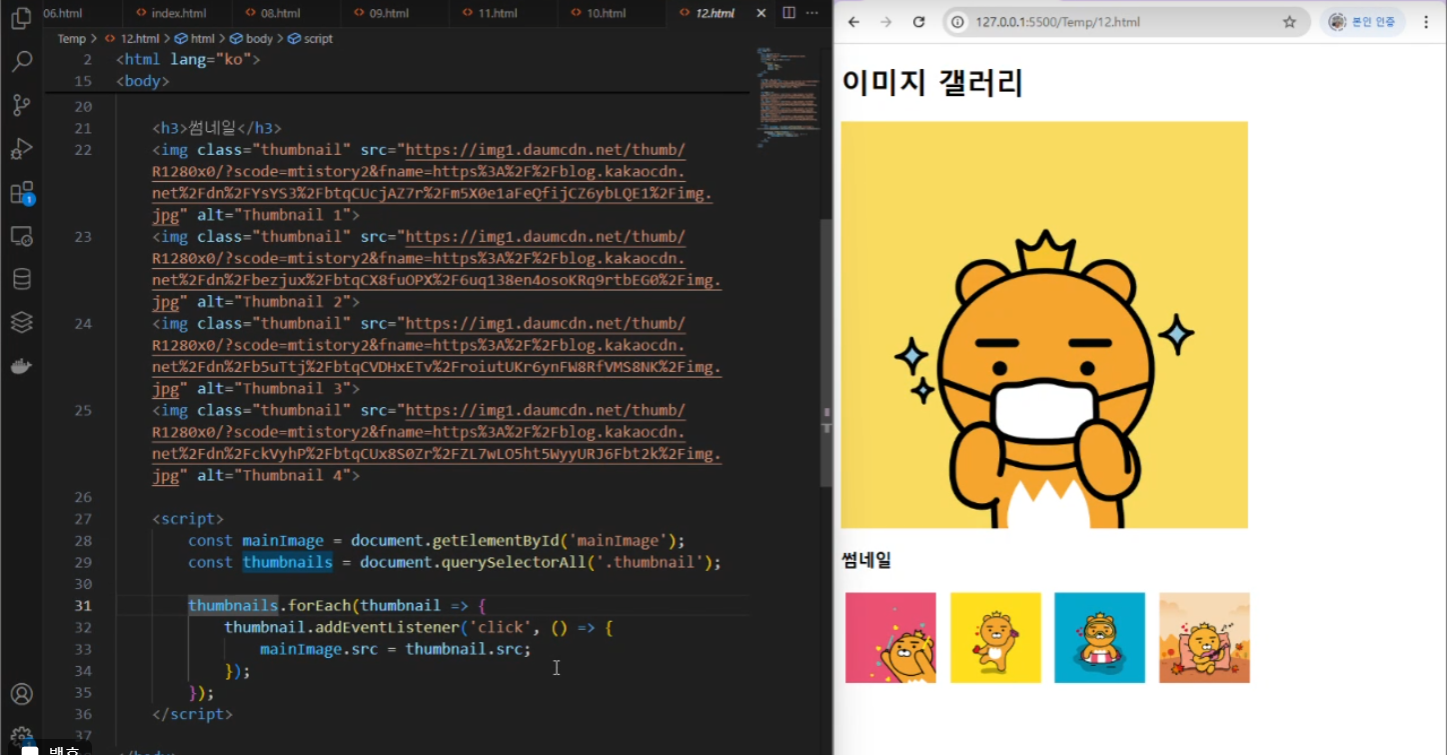 06.html
index.html
08.html
09.html
11.html
10.html
12.html
Temp > 12.html > html > body > script
2 <html lang="ko">
15 <body>
20
21 <h3>썸네일</h3>
22 <img class="thumbnail" src="https://img1.daumcdn.net/thumb/
R1280x0/?scode=mtistory2&fname=https%3A%2F%2Fblog.kakaocdn.
net%2Fdn%2FYsYS3%2FbtqCUcjAZ7r%2Fm5X0e1aFeQfijCZ6ybLQE1%2Fimg.
jpg" alt="Thumbnail 1">
23 <img class="thumbnail" src="https://img1.daumcdn.net/thumb/
R1280x0/?scode=mtistory2&fname=https%3A%2F%2Fblog.kakaocdn.
net%2Fdn%2Fbezjux%2FbtqCX8fuOPX%2F6uq138en4osoKRq9rtbEG0%2Fimg.
jpg" alt="Thumbnail 2">
24 <img class="thumbnail" src="https://img1.daumcdn.net/thumb/
R1280x0/?scode=mtistory2&fname=https%3A%2F%2Fblog.kakaocdn.
net%2Fdn%2Fb5uTtj%2FbtqCVDHxETv%2FroiutUKr6ynFW8RfVMS8NK%2Fimg.
jpg" alt="Thumbnail 3">
25 <img class="thumbnail" src="https://img1.daumcdn.net/thumb/
R1280x0/?scode=mtistory2&fname=https%3A%2F%2Fblog.kakaocdn.
net%2Fdn%2FckVyhP%2FbtqCUx8S0Zr%2FZL7wLO5ht5WyyURJ6Fbt2k%2Fimg.
jpg" alt="Thumbnail 4">
26
27 <script>
28 const mainImage = document.getElementById('mainImage');
29 const thumbnails = document.querySelectorAll('.thumbnail');
30
31 thumbnails.forEach(thumbnail => {
32 thumbnail.addEventListener('click', () => {
33 mainImage.src = thumbnail.src;
34 });
35 });
36 </script>
37
127.0.0.1:5500/Temp/12.html
본인 인증
이미지 갤러리
썸네일